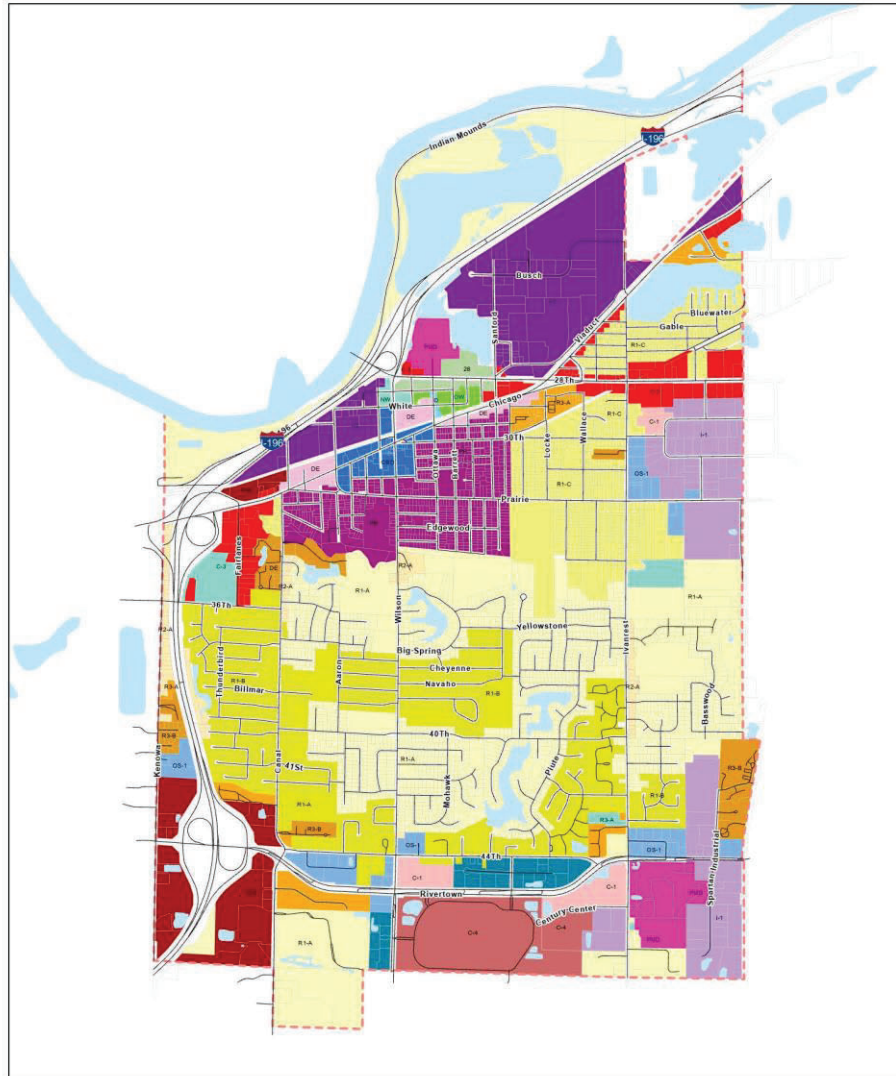 Indian Mounds
I-196
Busch
Bluewater
Sanford
Viaduct
Gable
R1-C
28
28Th
White
Chicago
DE
R3-A
R1-C
C-1
I-1
196
I-196
DE
30Th
Ottawa
Barrett
Locke
Wallace
OS-1
R1-C
Prairie
Edgewood
Fairlanes
C-3
DE
R2-A
R2-A
R1-A
Wilson
R1-A
36Th
Yellowstone
Ivanrest
R2-A
Big Spring
Thunderbird
Aaron
Cheyenne
R1-B
Billmar
Navaho
R1-B
R2-A
Basswood
R3-A
R3-B
40Th
Kenowa
OS-1
Canal
41St
R1-A
Mohawk
Plute
R3-B
R1-A
R1-B
R3-B
R3-A
OS-1
OS-1
44Th
Spartan Industrial
C-1
C-1
Rivertown
Century Center
I-1
R1-A
C-4
C-4